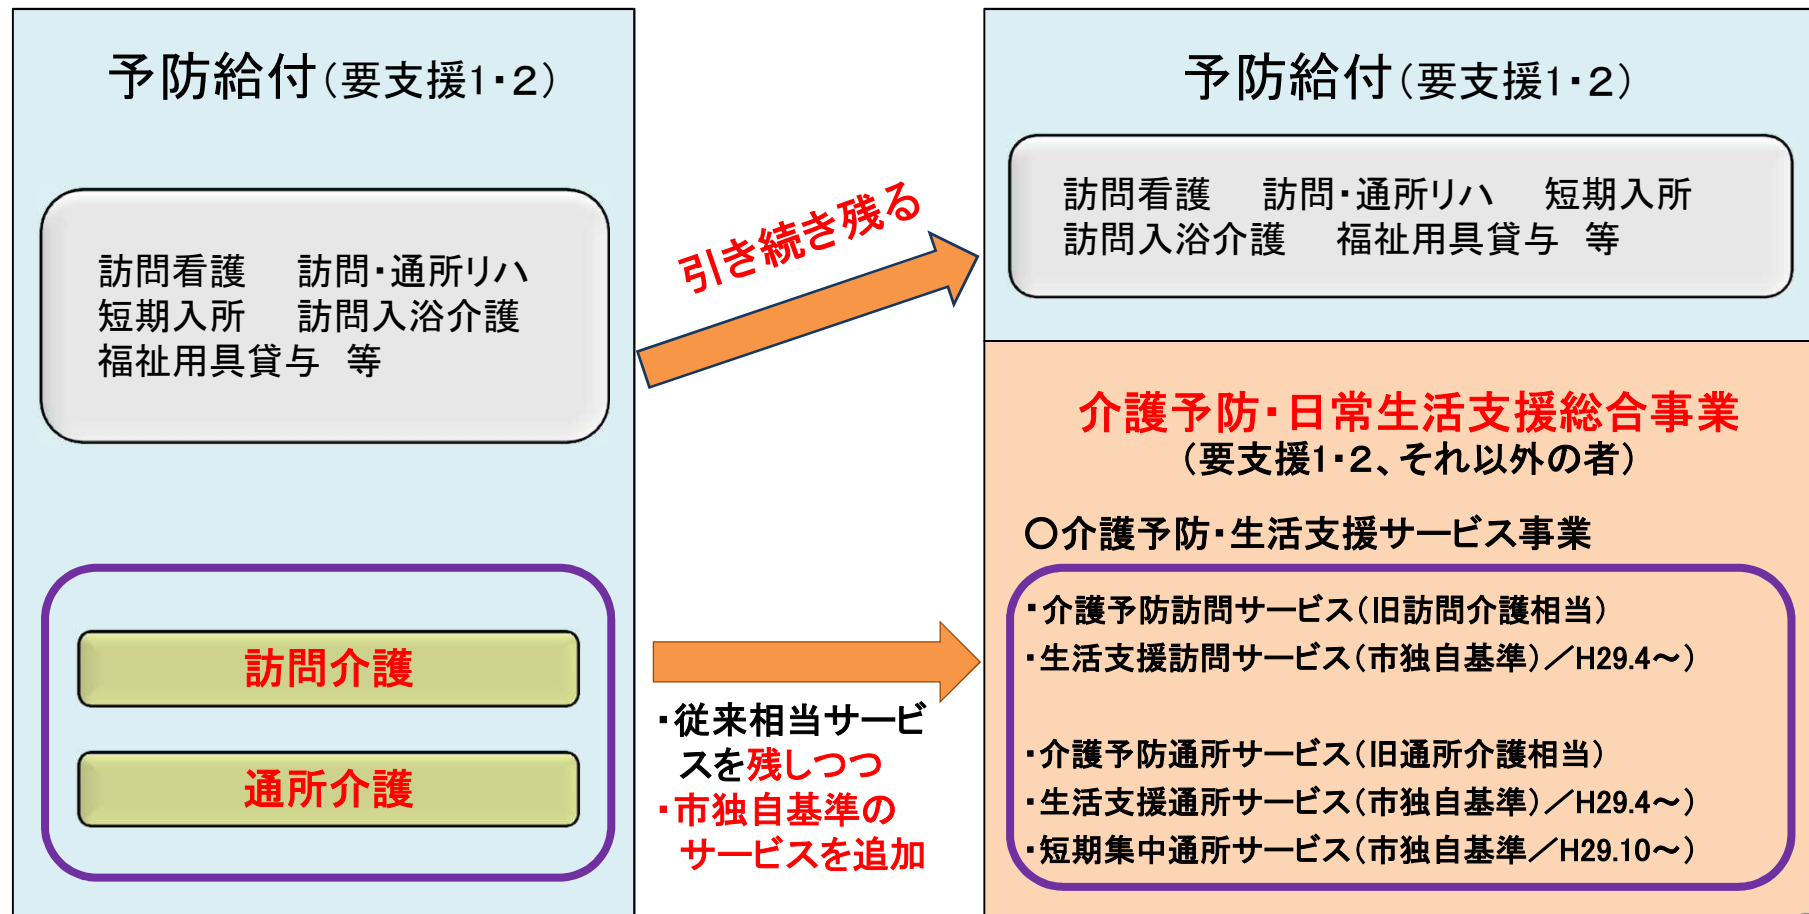 予防給付(要支援1・2)
訪問看護　訪問・通所リハ
短期入所　訪問入浴介護
福祉用具貸与　等
訪問介護
通所介護
引き続き残る
・従来相当サービ
スを残しつつ
・市独自基準の
サービスを追加
予防給付(要支援1・2)
訪問看護　訪問・通所リハ　短期入所
訪問入浴介護　福祉用具貸与　等
介護予防・日常生活支援総合事業
(要支援1・2、それ以外の者)
○介護予防・生活支援サービス事業
・介護予防訪問サービス(旧訪問介護相当)
・生活支援訪問サービス(市独自基準)／H29.4～)
・介護予防通所サービス(旧通所介護相当)
・生活支援通所サービス(市独自基準)／H29.4～)
・短期集中通所サービス(市独自基準／H29.10～)